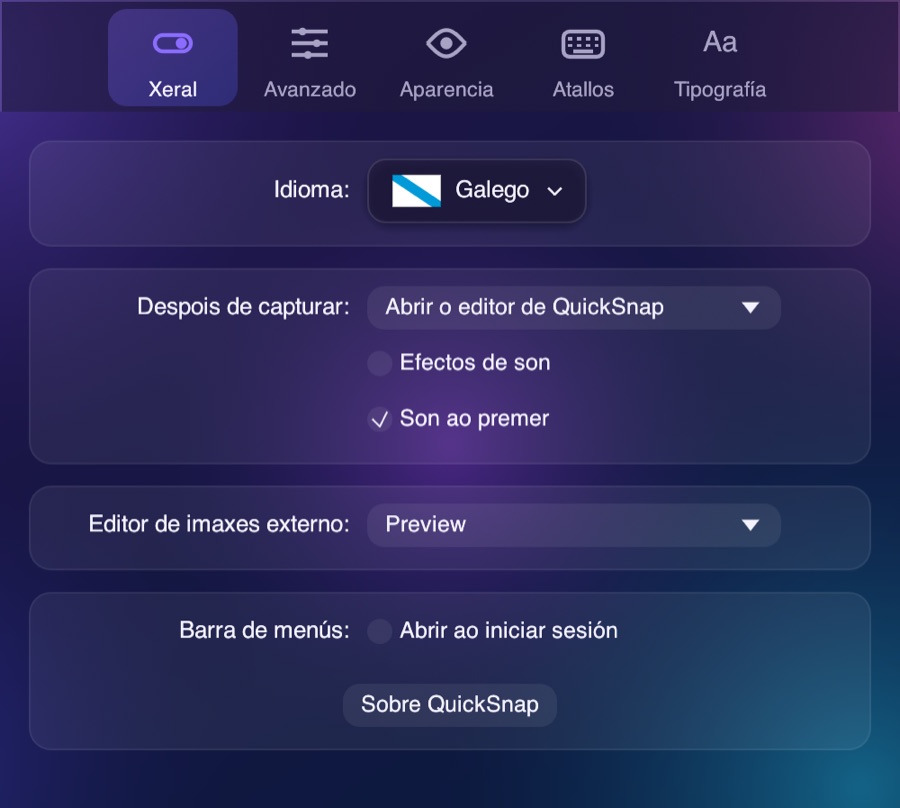 Xeral
Avanzado
Aparencia
Atallos
Aa
Tipografía
Idioma:
Galego
Despois de capturar:
Abrir o editor de QuickSnap
Efectos de son
Son ao premer
Editor de imaxes externo:
Preview
Barra de menús:
Abrir ao iniciar sesión
Sobre QuickSnap